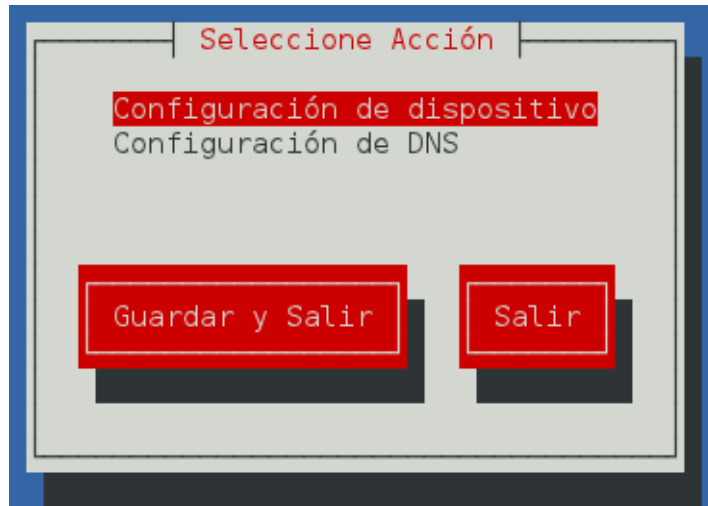 Seleccione Acción
Configuración de dispositivo
Configuración de DNS
Guardar y Salir
Salir